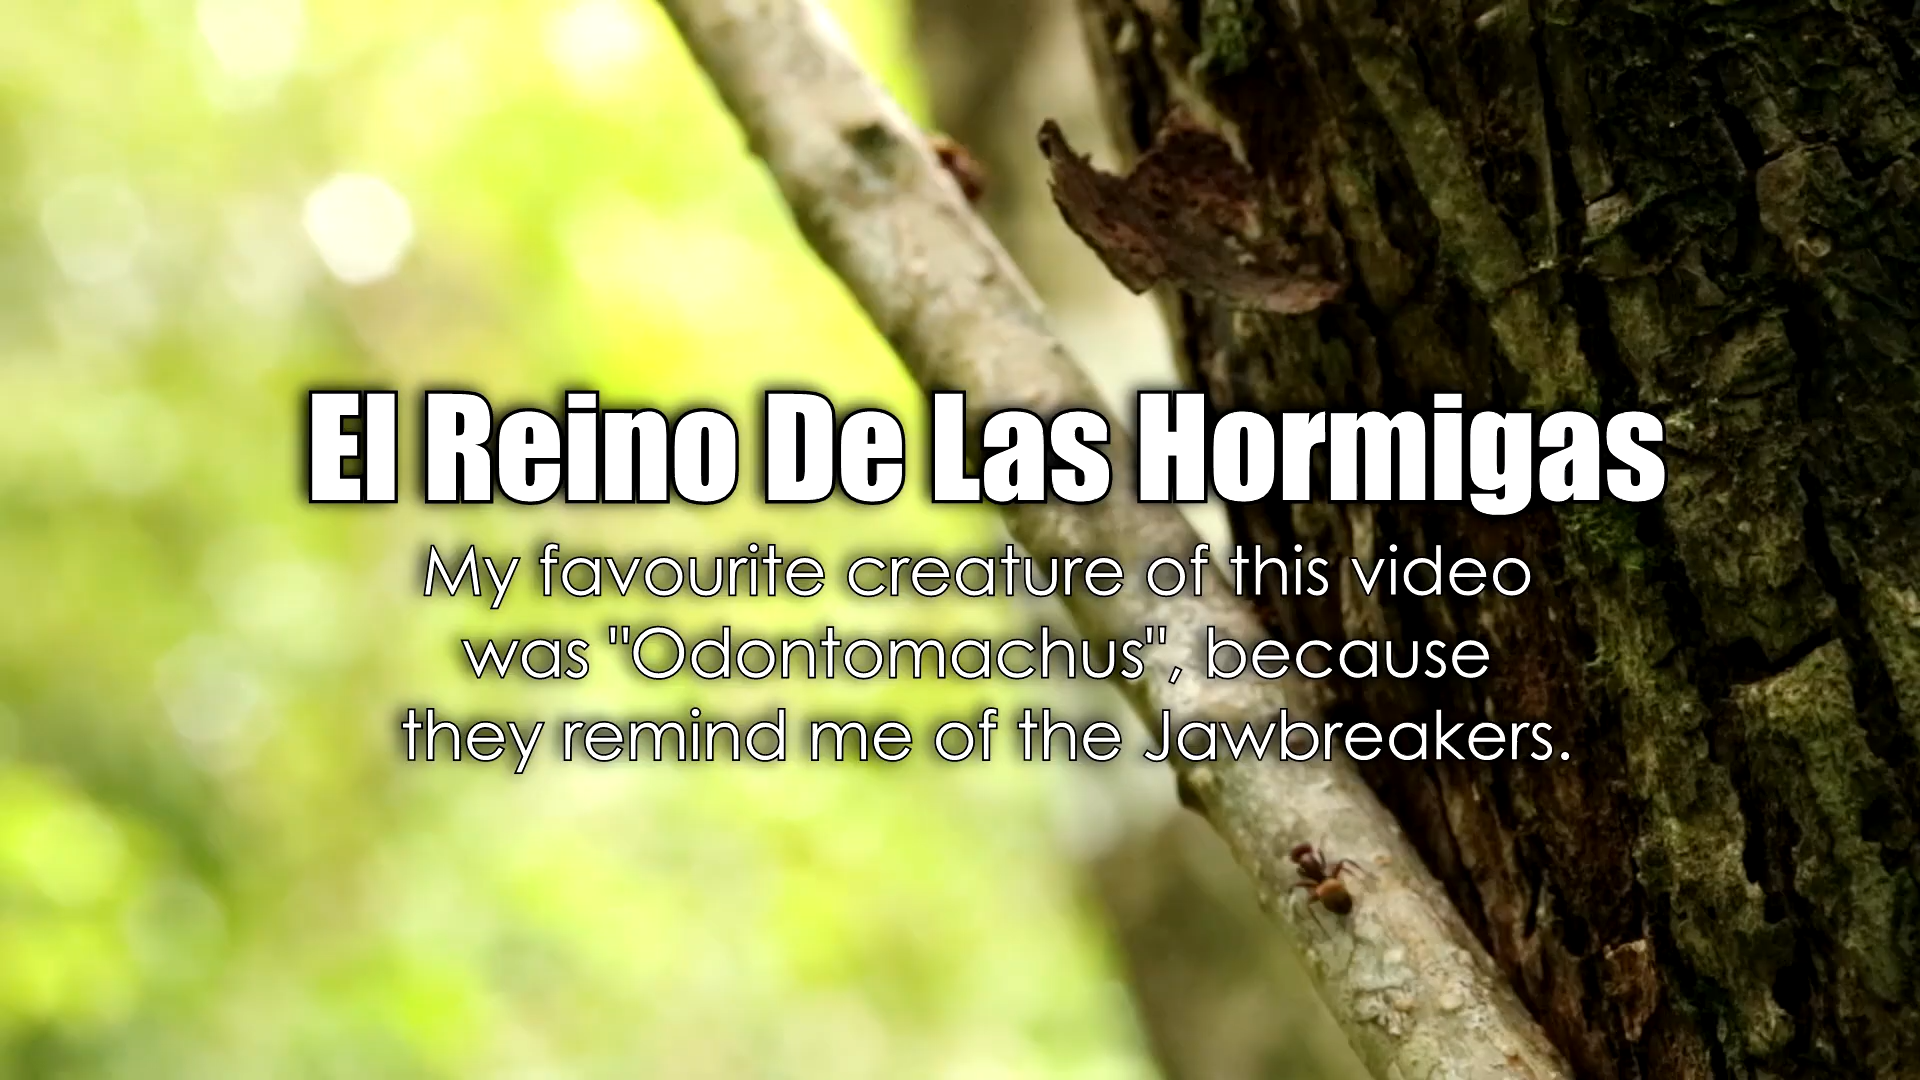 El Reino De Las Hormigas
My favourite creature of this video
was "Odontomachus", because
they remind me of the Jawbreakers.